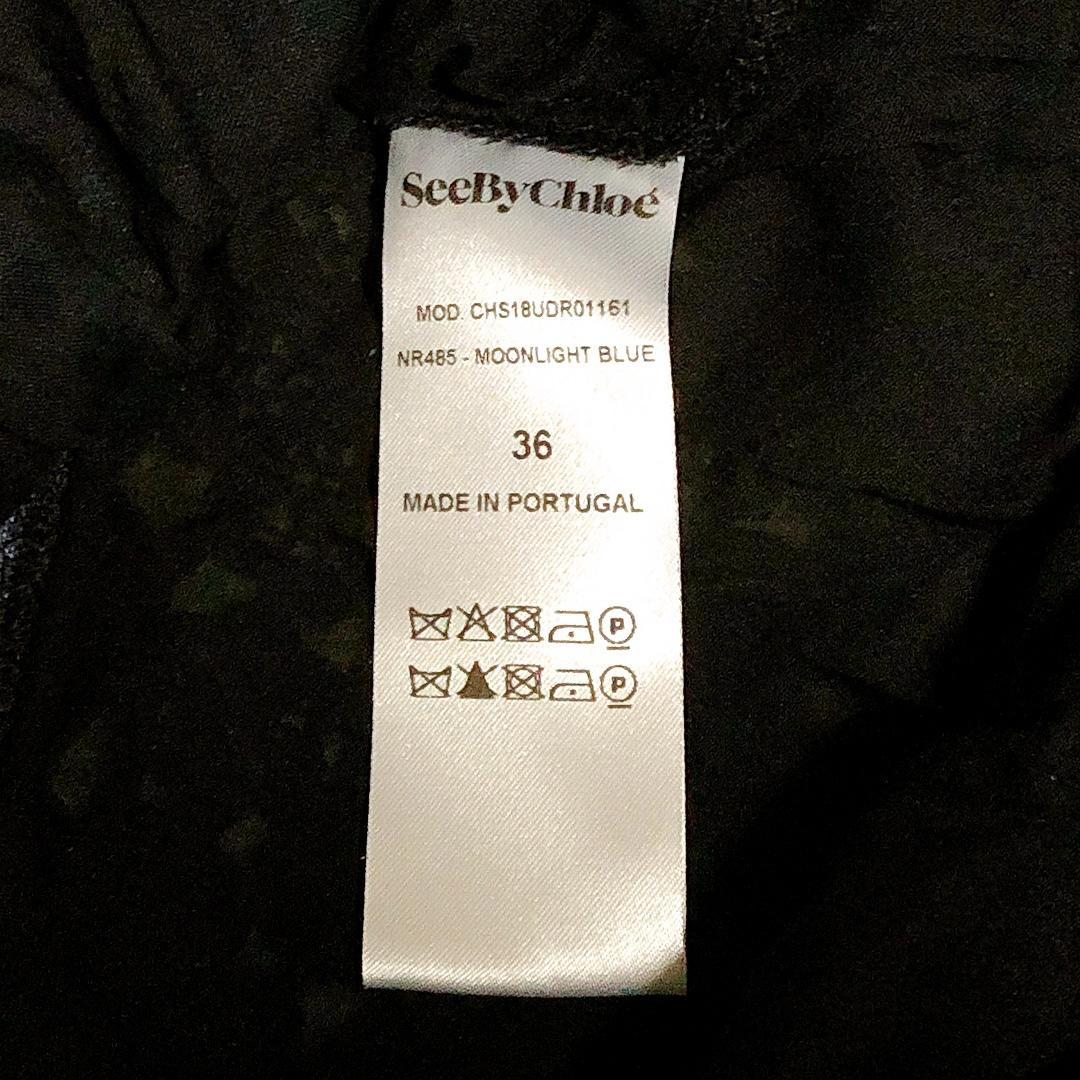 SeeByChloé
MOD. CHS18UDR01161
NR485 - MOONLIGHT BLUE
36
MADE IN PORTUGAL
P
P